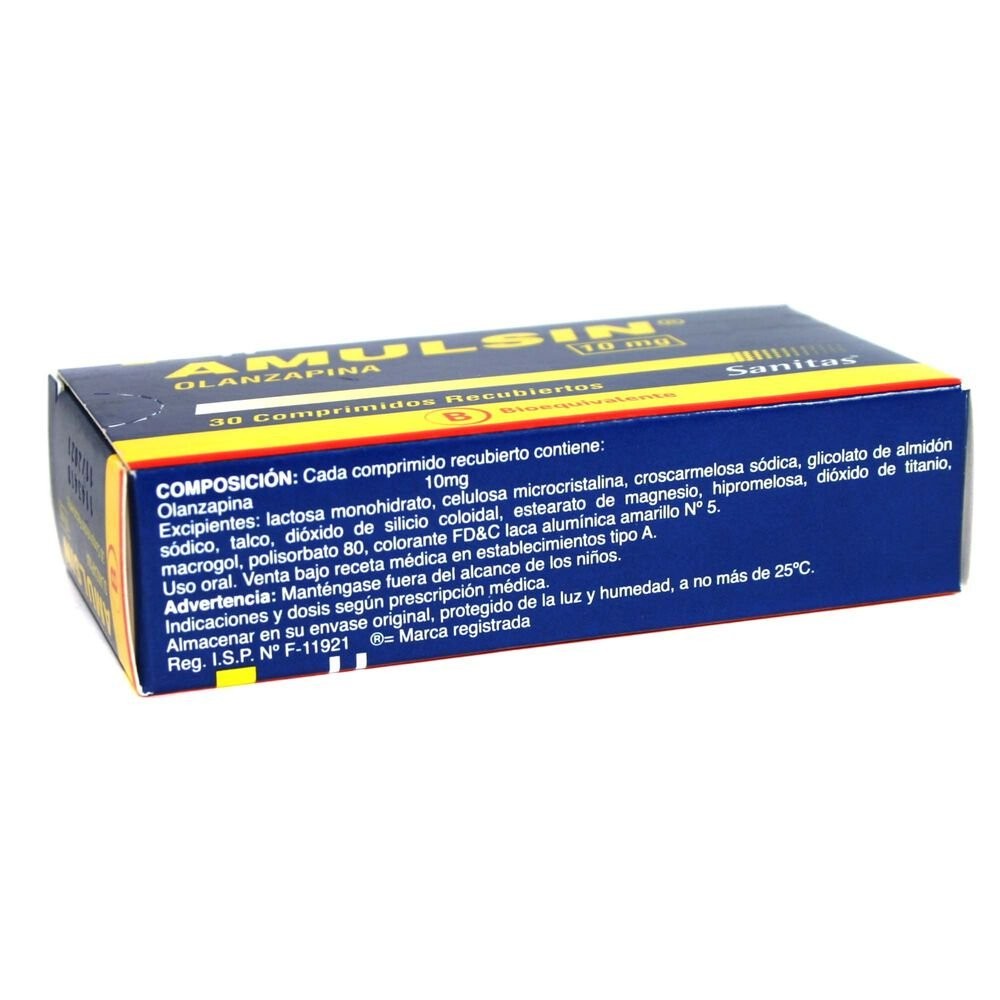 AMULSIN®
10 mg
OLANZAPINA
Sanitas®
30 Comprimidos Recubiertos
B Bioequivalente
COMPOSICIÓN: Cada comprimido recubierto contiene:
Olanzapina 10mg
Excipientes: lactosa monohidrato, celulosa microcristalina, croscarmelosa sódica, glicolato de almidón
sódico, talco, dióxido de silicio coloidal, estearato de magnesio, hipromelosa, dióxido de titanio,
macrogol, polisorbato 80, colorante FD&C laca alumínica amarillo Nº 5.
Uso oral. Venta bajo receta médica en establecimientos tipo A.
Advertencia: Manténgase fuera del alcance de los niños.
Indicaciones y dosis según prescripción médica.
Almacenar en su envase original, protegido de la luz y humedad, a no más de 25ºC.
Reg. I.S.P. Nº F-11921 ®= Marca registrada